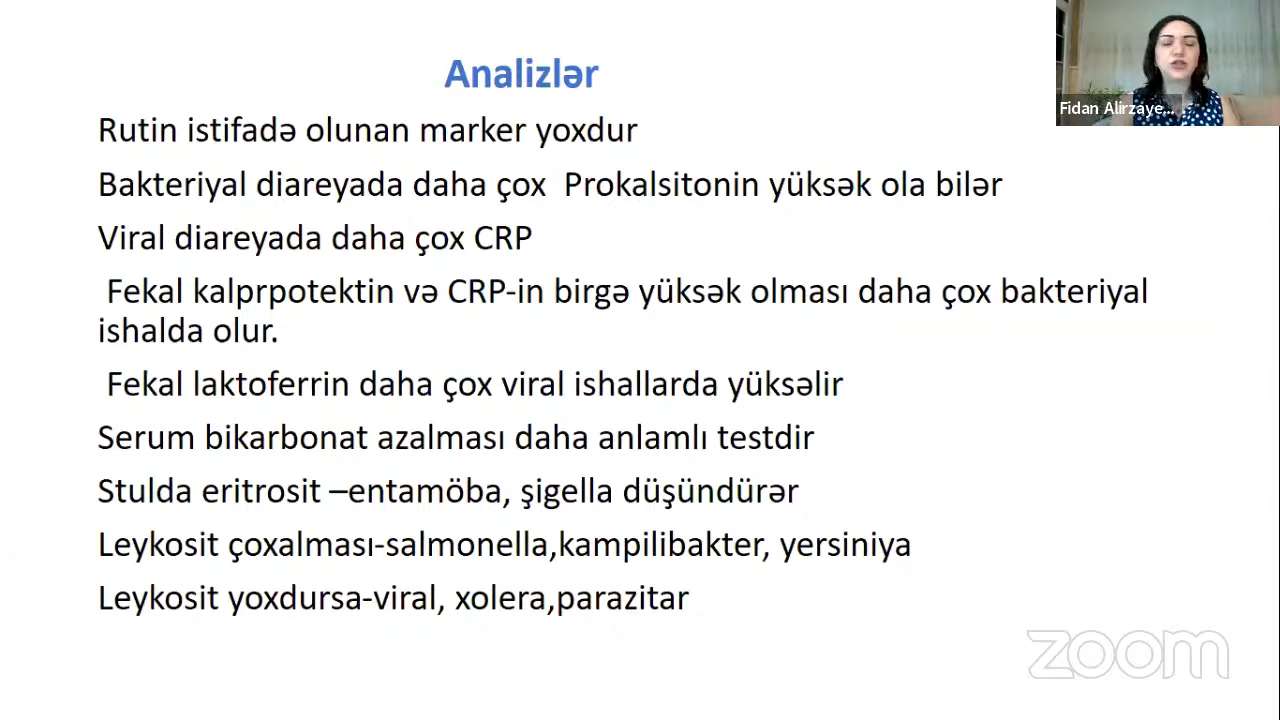 Analizlər
Fidan Alirzaye...
Rutin istifadə olunan marker yoxdur
Bakteriyal diareyada daha çox  Prokalsitonin yüksək ola bilər
Viral diareyada daha çox CRP
Fekal kalprpotektin və CRP-in birgə yüksək olması daha çox bakteriyal
ishalda olur.
Fekal laktoferrin daha çox viral ishallarda yüksəlir
Serum bikarbonat azalması daha anlamlı testdir
Stulda eritrosit –entamöba, şigella düşündürər
Leykosit çoxalması-salmonella,kampilibakter, yersiniya
Leykosit yoxdursa-viral, xolera,parazitar
zoom